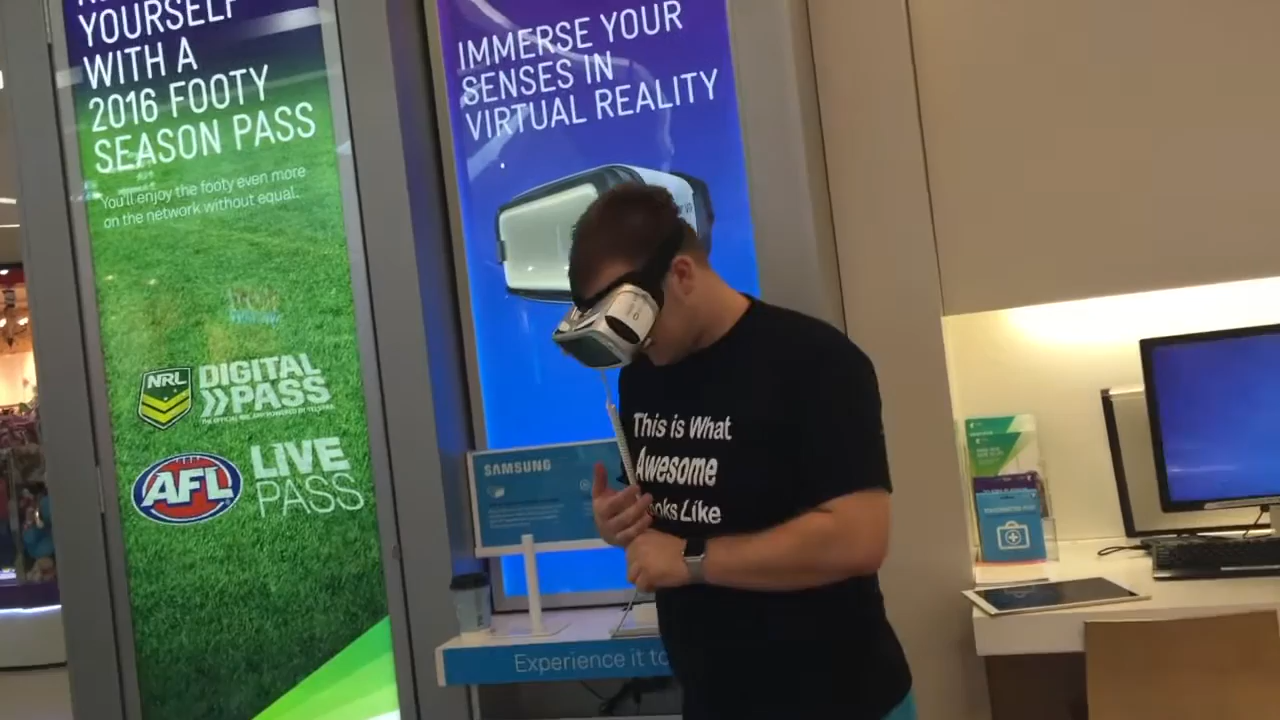 YOURSELF
WITH A
2016 FOOTY
SEASON PASS
You'll enjoy the footy even more
on the network without equal.
NRL
DIGITAL
PASS
AFL
LIVE
PASS
IMMERSE YOUR
SENSES IN
VIRTUAL REALITY
SAMSUNG
This is What
Awesome
Like
Experience it